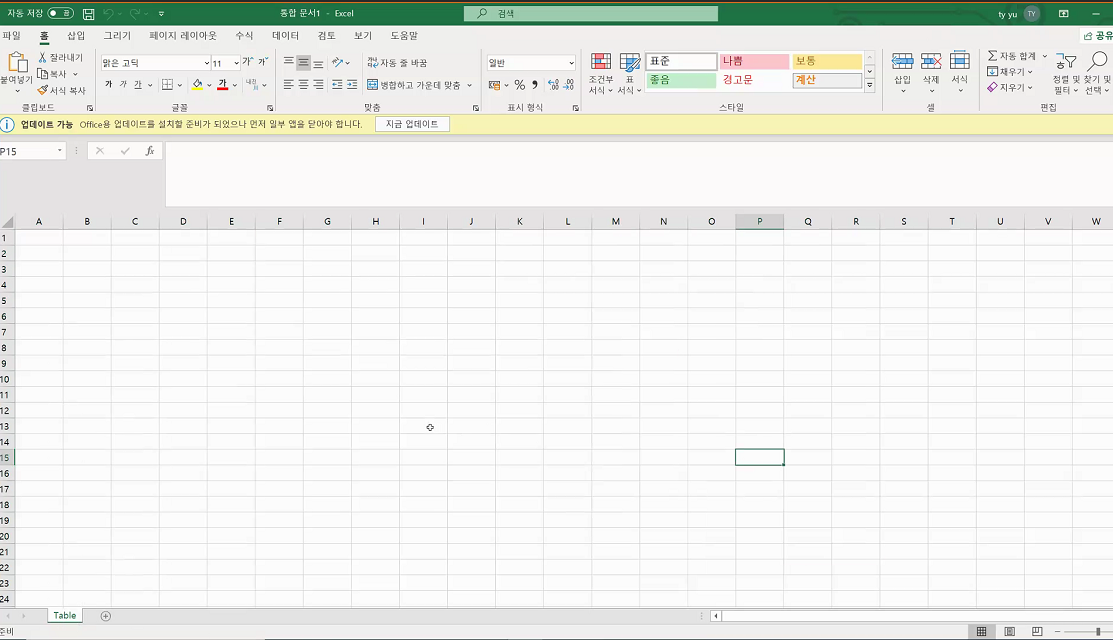 자동 저장 끔 통합 문서1 - Excel 검색 ty yu TY
파일 홈 삽입 그리기 페이지 레이아웃 수식 데이터 검토 보기 도움말 공유
붙여넣기 잘라내기 복사 서식 복사 클립보드
맑은 고딕 11 가 가 가 가 글꼴
자동 줄 바꿈 병합하고 가운데 맞춤 맞춤
일반 % 표시 형식
조건부 서식 표 서식 표준 나쁨 보통 좋음 경고문 계산 스타일
삽입 삭제 서식 셀
자동 합계 채우기 지우기 정렬 및 필터 찾기 및 선택 편집
업데이트 가능 Office용 업데이트를 설치할 준비가 되었으나 먼저 일부 앱을 닫아야 합니다. 지금 업데이트
P15 fx
A B C D E F G H I J K L M N O P Q R S T U V W
1
2
3
4
5
6
7
8
9
10
11
12
13
14
15
16
17
18
19
20
21
22
23
24
Table
준비